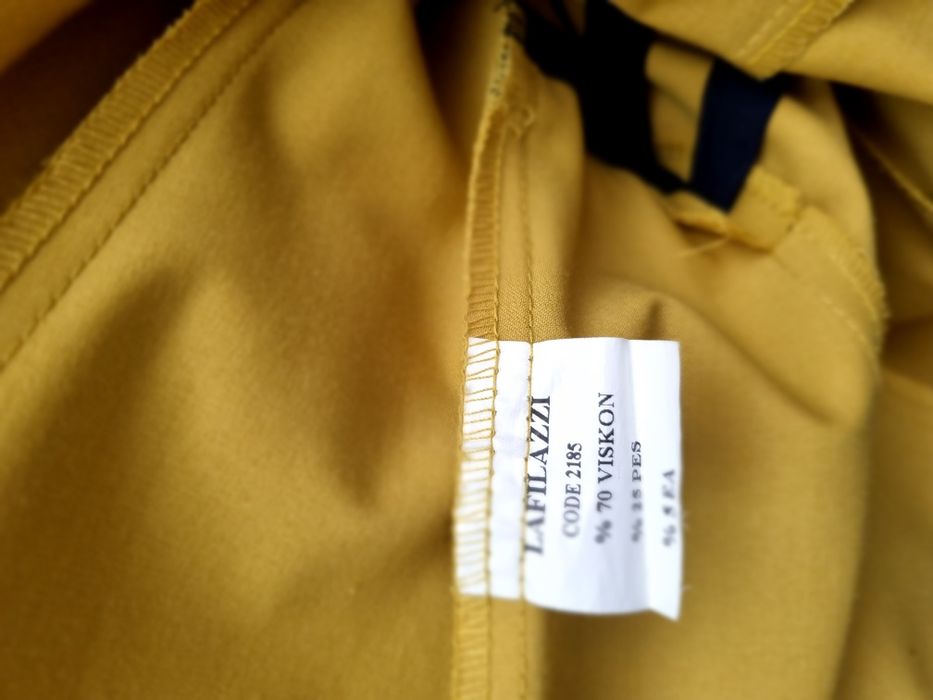 LAFILAZZI
CODE 2185
% 70 VISKON
% 25 PES
% 5 EA